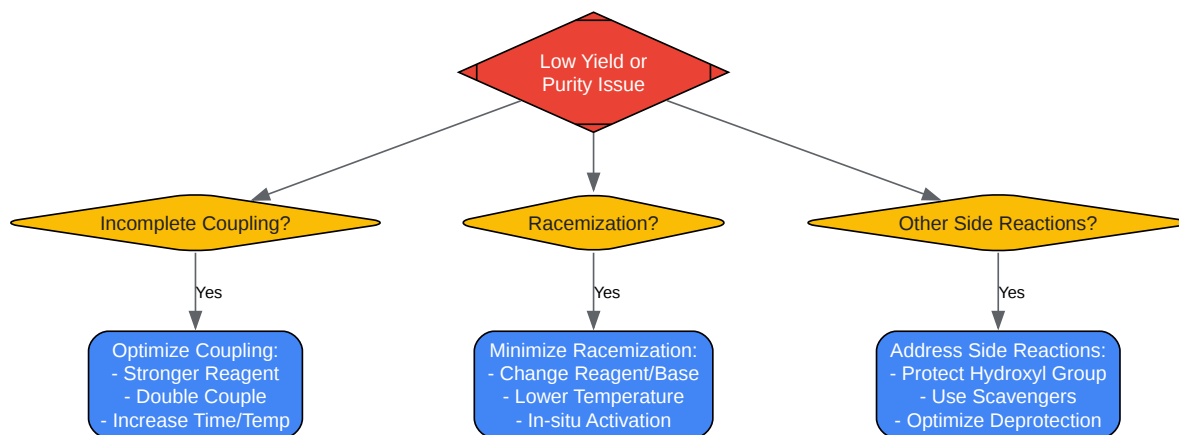 Low Yield or
Purity Issue
Incomplete Coupling?
Racemization?
Other Side Reactions?
Yes
Yes
Yes
Optimize Coupling:
- Stronger Reagent
- Double Couple
- Increase Time/Temp
Minimize Racemization:
- Change Reagent/Base
- Lower Temperature
- In-situ Activation
Address Side Reactions:
- Protect Hydroxyl Group
- Use Scavengers
- Optimize Deprotection